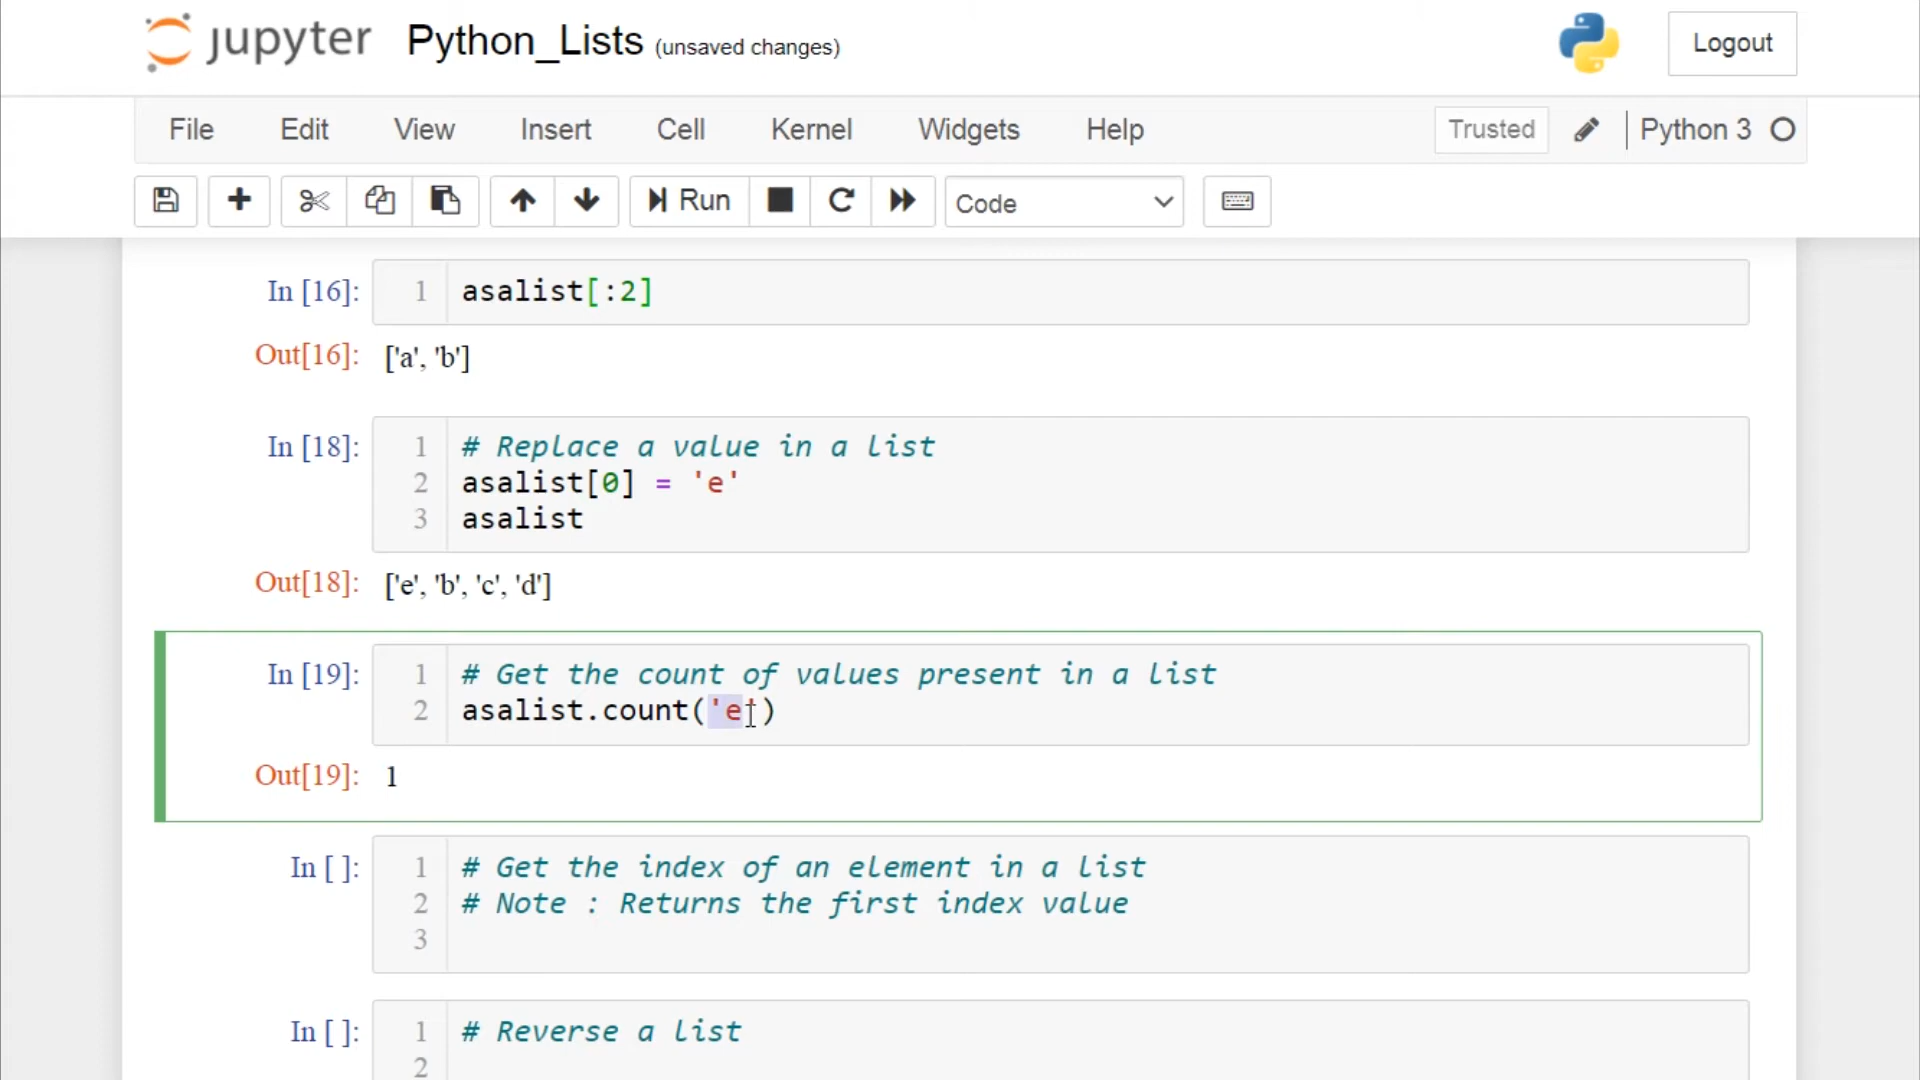 jupyter Python_Lists (unsaved changes) Logout
File Edit View Insert Cell Kernel Widgets Help Trusted Python 3
Run Code
In [16]: 1 asalist[:2]
Out[16]: ['a', 'b']
In [18]: 1 # Replace a value in a list
2 asalist[0] = 'e'
3 asalist
Out[18]: ['e', 'b', 'c', 'd']
In [19]: 1 # Get the count of values present in a list
2 asalist.count('e')
Out[19]: 1
In [ ]: 1 # Get the index of an element in a list
2 # Note : Returns the first index value
3
In [ ]: 1 # Reverse a list
2